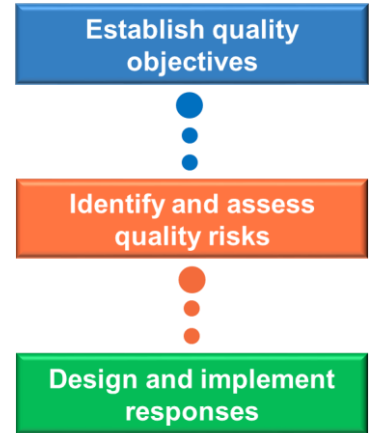 Establish quality
objectives
Identify and assess
quality risks
Design and implement
responses